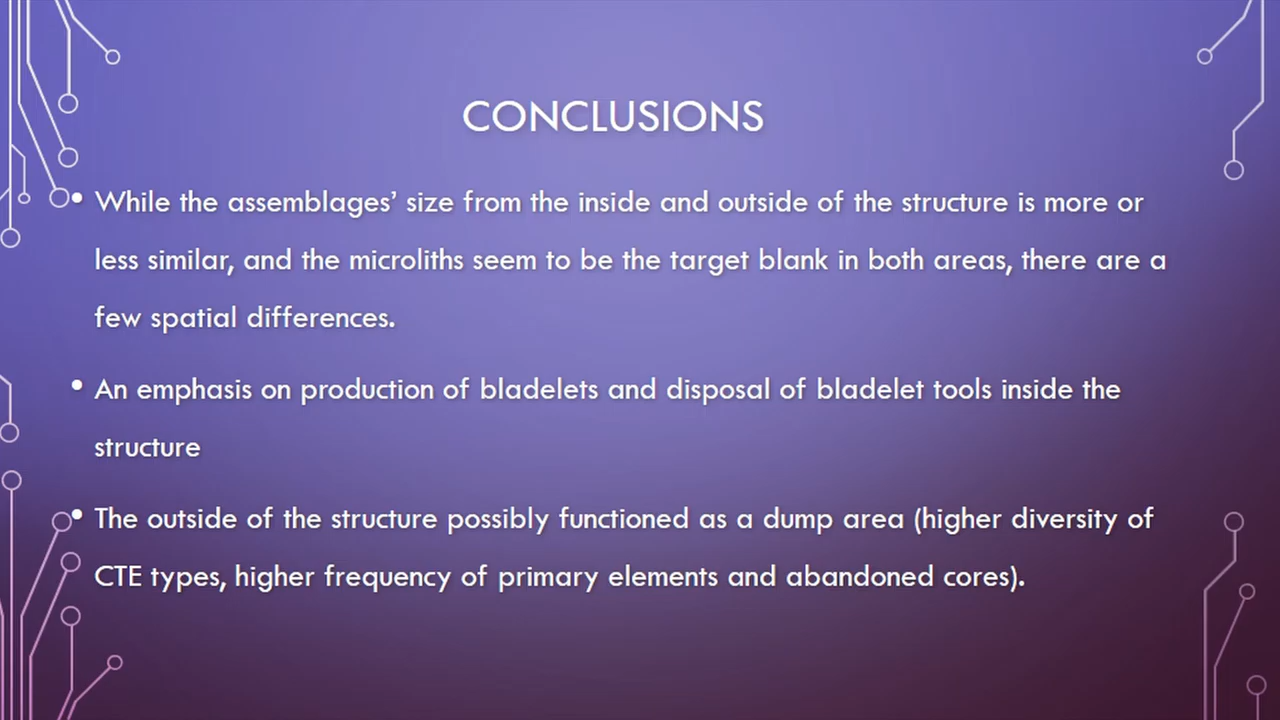 CONCLUSIONS
• While the assemblages’ size from the inside and outside of the structure is more or
less similar, and the microliths seem to be the target blank in both areas, there are a
few spatial differences.
• An emphasis on production of bladelets and disposal of bladelet tools inside the
structure
• The outside of the structure possibly functioned as a dump area (higher diversity of
CTE types, higher frequency of primary elements and abandoned cores).